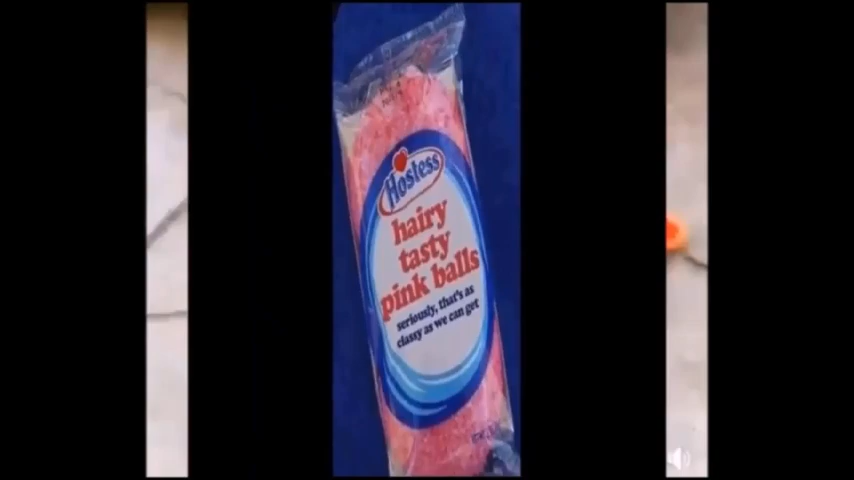 Hostess
hairy
tasty
pink balls
seriously, that's as
classy as we can get